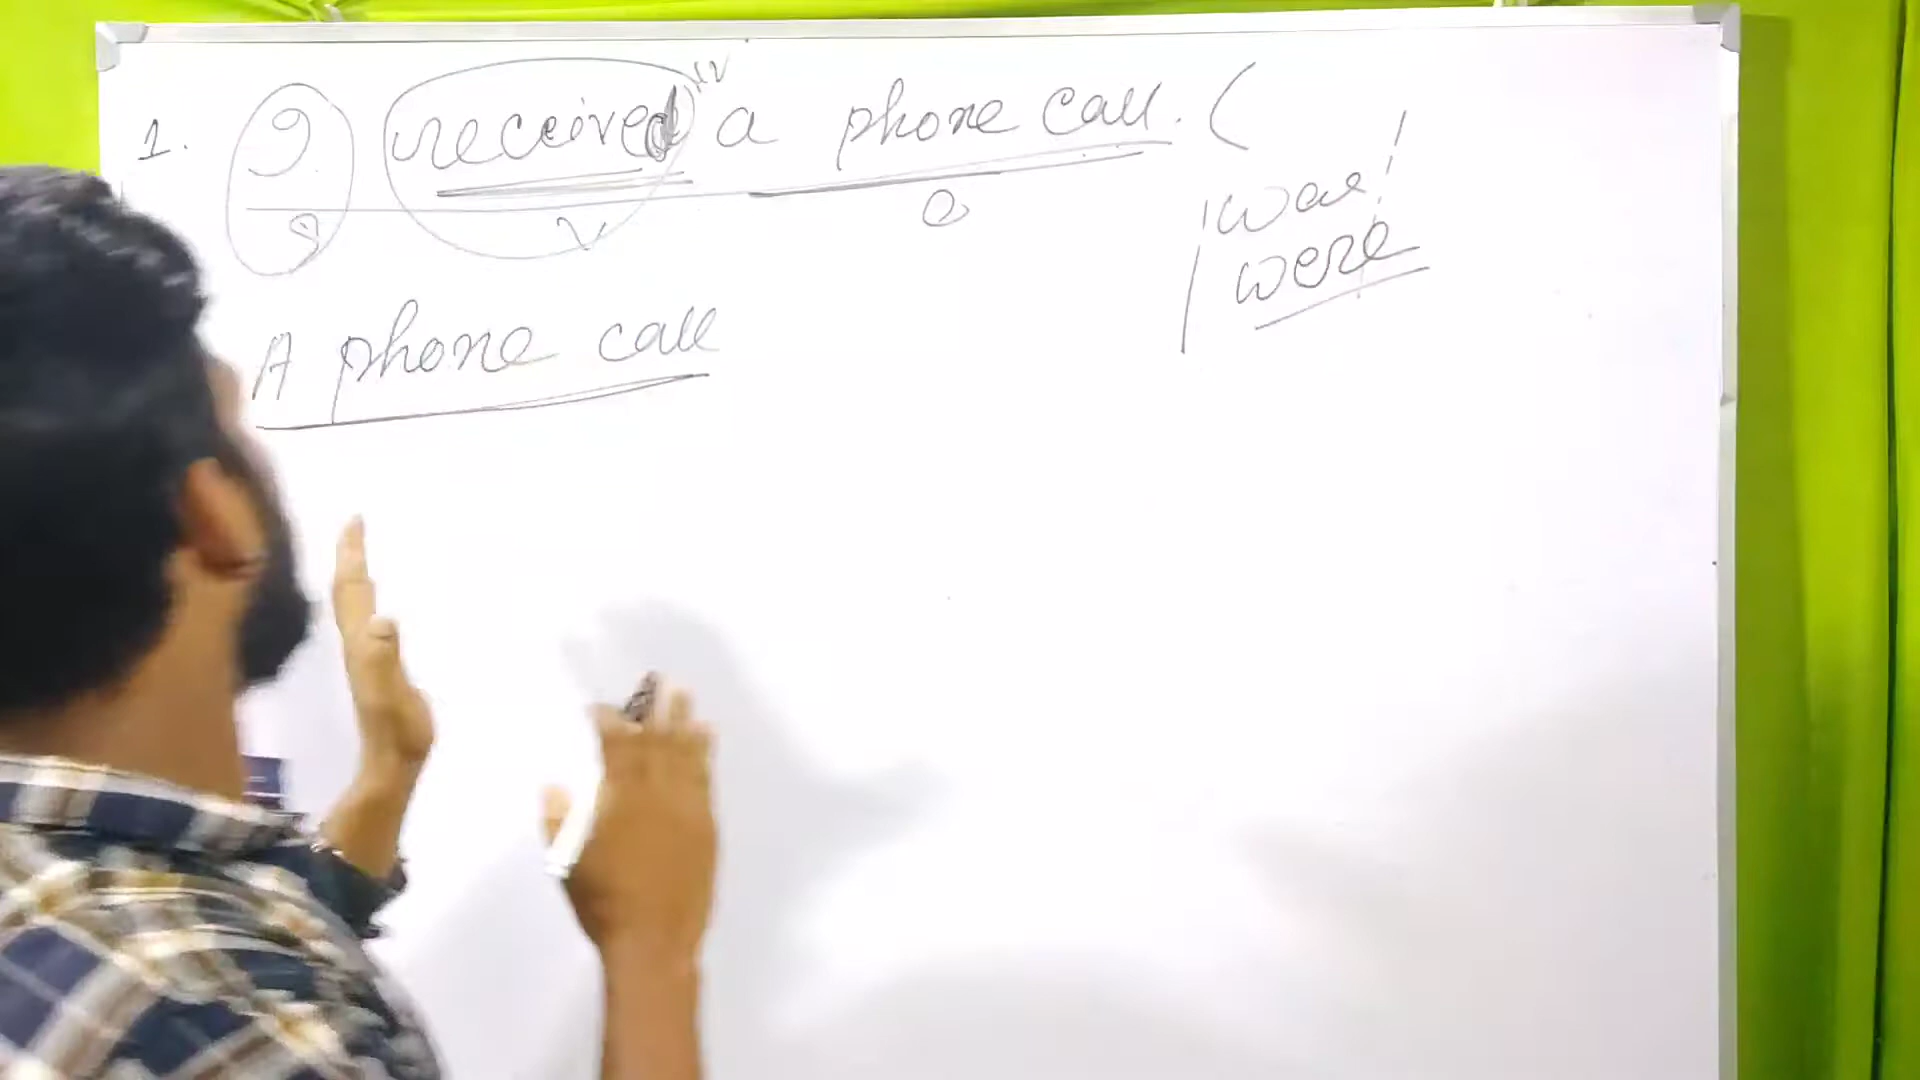 1. I received a phone call. (
S V O
was
were
A phone call